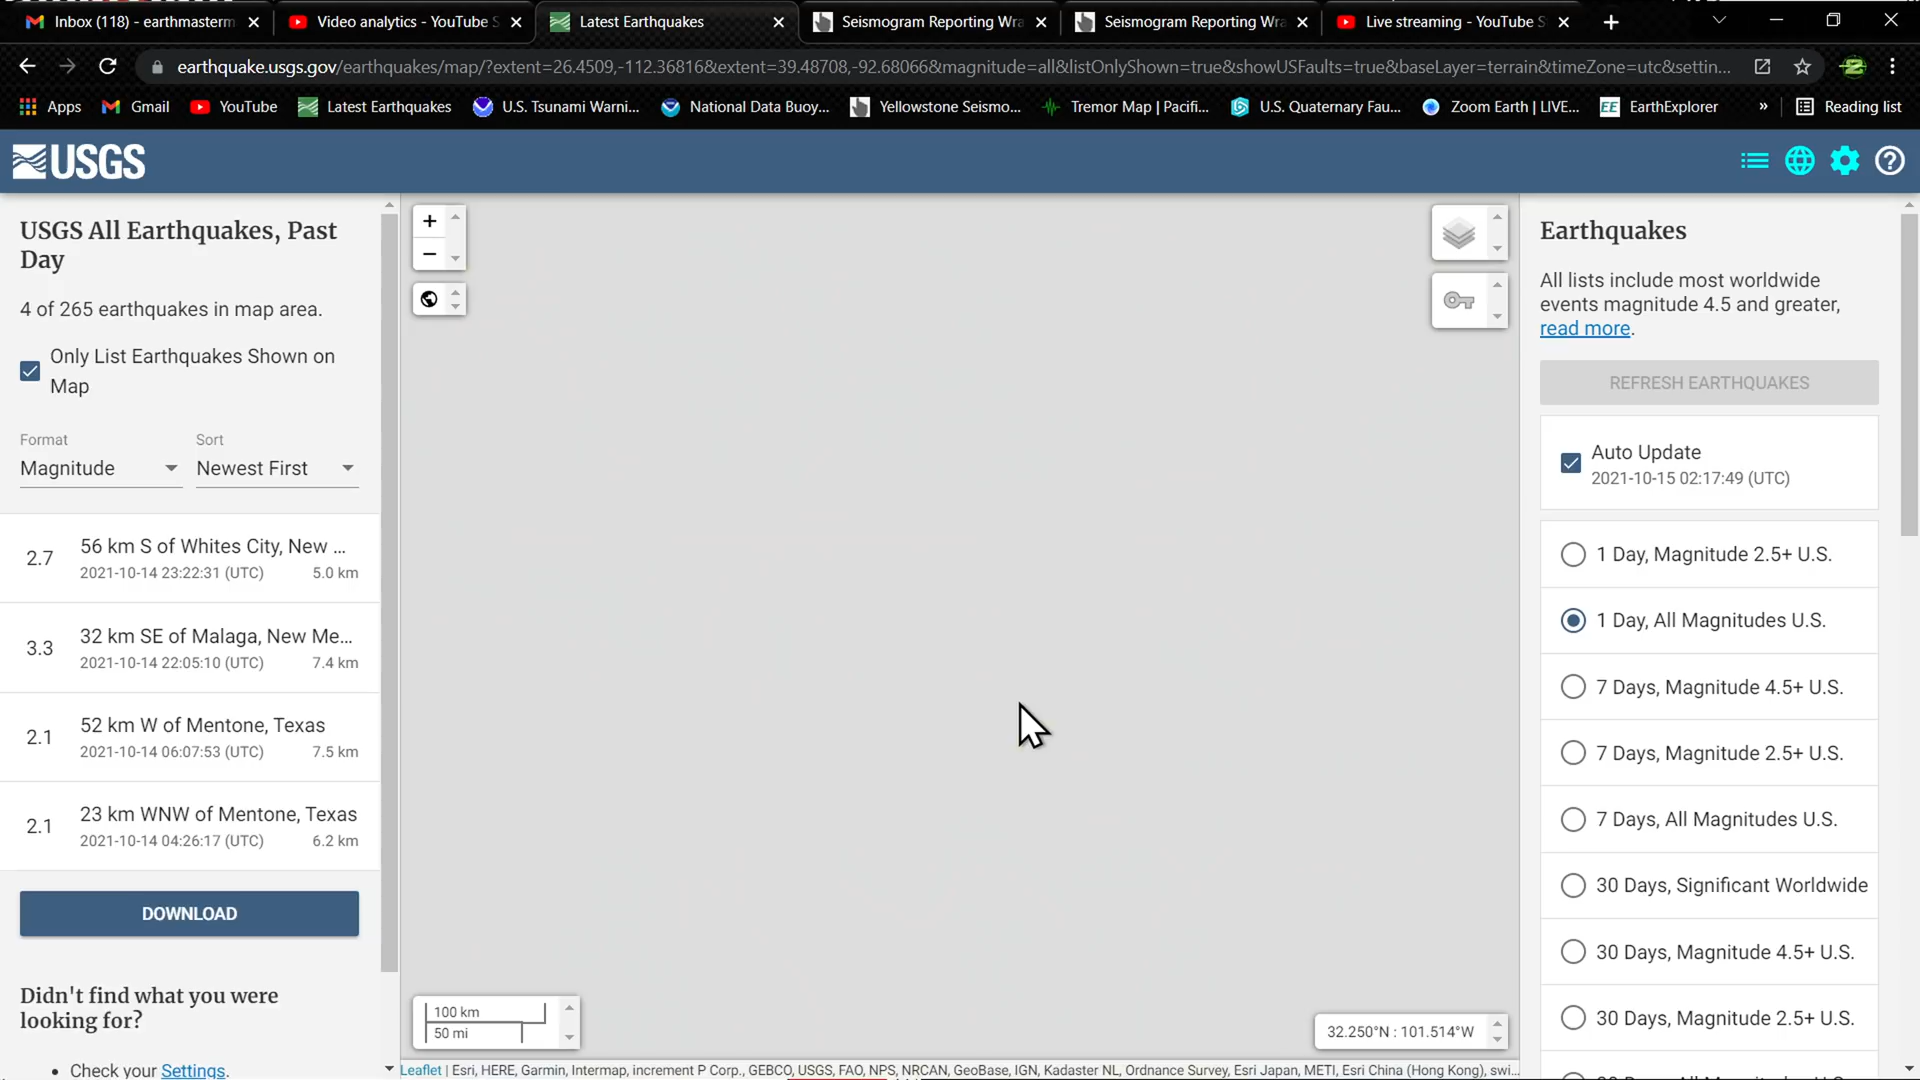 Inbox (118) - earthmasterm
Video analytics - YouTube S
Latest Earthquakes
Seismogram Reporting Wra
Seismogram Reporting Wra
Live streaming - YouTube S
earthquake.usgs.gov/earthquakes/map/?extent=26.4509,-112.36816&extent=39.48708,-92.68066&magnitude=all&listOnlyShown=true&showUSFaults=true&baseLayer=terrain&timeZone=utc&settin...
Apps
Gmail
YouTube
Latest Earthquakes
U.S. Tsunami Warni...
National Data Buoy...
Yellowstone Seismo...
Tremor Map | Pacifi...
U.S. Quaternary Fau...
Zoom Earth | LIVE...
EE EarthExplorer
»
Reading list
USGS
USGS All Earthquakes, Past
Day
4 of 265 earthquakes in map area.
Only List Earthquakes Shown on
Map
Format
Sort
Magnitude
Newest First
2.7
56 km S of Whites City, New ...
2021-10-14 23:22:31 (UTC)
5.0 km
3.3
32 km SE of Malaga, New Me...
2021-10-14 22:05:10 (UTC)
7.4 km
2.1
52 km W of Mentone, Texas
2021-10-14 06:07:53 (UTC)
7.5 km
2.1
23 km WNW of Mentone, Texas
2021-10-14 04:26:17 (UTC)
6.2 km
DOWNLOAD
Didn't find what you were
looking for?
• Check your Settings.
+
−
100 km
50 mi
32.250°N : 101.514°W
Leaflet | Esri, HERE, Garmin, Intermap, increment P Corp., GEBCO, USGS, FAO, NPS, NRCAN, GeoBase, IGN, Kadaster NL, Ordnance Survey, Esri Japan, METI, Esri China (Hong Kong), swi...
Earthquakes
All lists include most worldwide
events magnitude 4.5 and greater,
read more.
REFRESH EARTHQUAKES
Auto Update
2021-10-15 02:17:49 (UTC)
1 Day, Magnitude 2.5+ U.S.
1 Day, All Magnitudes U.S.
7 Days, Magnitude 4.5+ U.S.
7 Days, Magnitude 2.5+ U.S.
7 Days, All Magnitudes U.S.
30 Days, Significant Worldwide
30 Days, Magnitude 4.5+ U.S.
30 Days, Magnitude 2.5+ U.S.